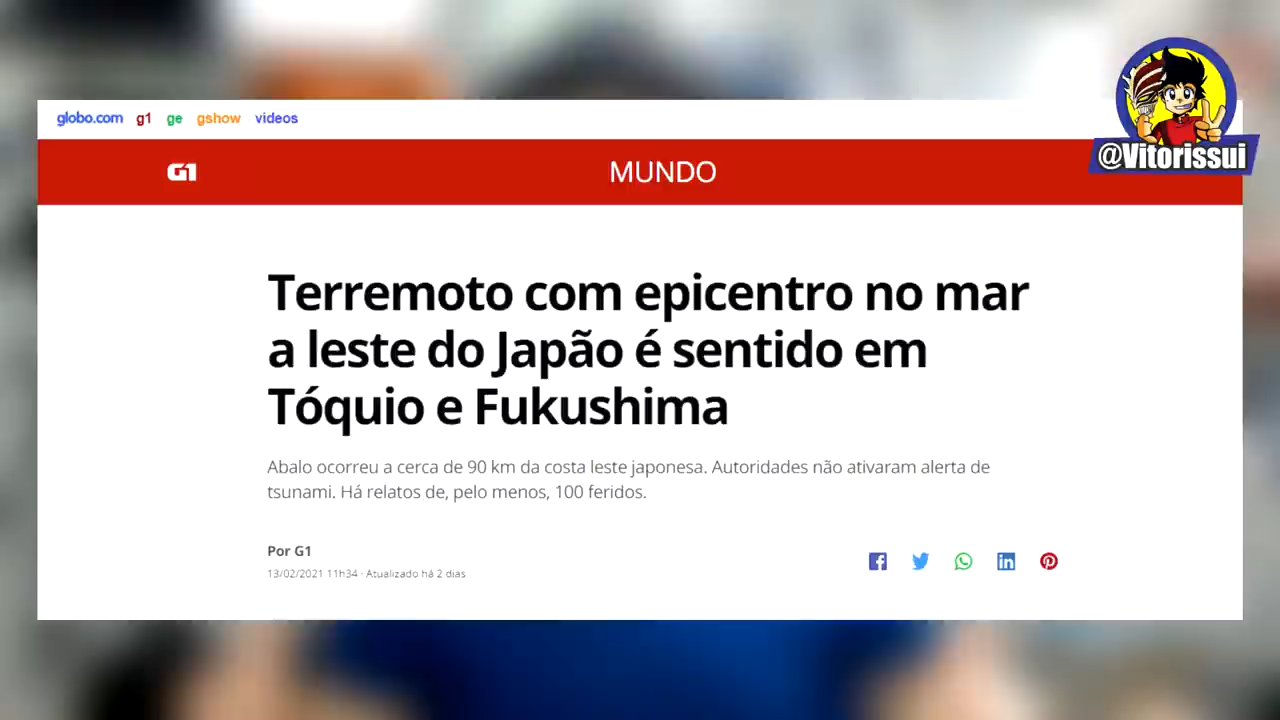 globo.com g1 ge gshow videos
@Vitorissui
G1 MUNDO
Terremoto com epicentro no mar
a leste do Japão é sentido em
Tóquio e Fukushima
Abalo ocorreu a cerca de 90 km da costa leste japonesa. Autoridades não ativaram alerta de
tsunami. Há relatos de, pelo menos, 100 feridos.
Por G1
13/02/2021 11h34 · Atualizado há 2 dias